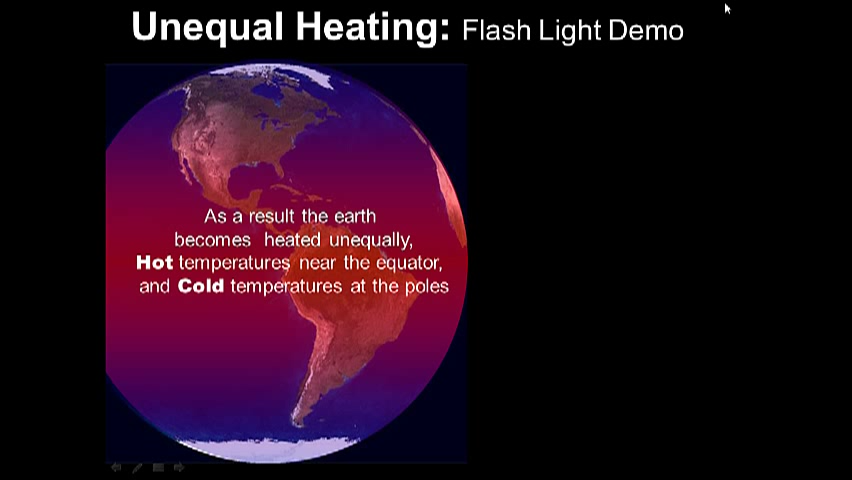 Unequal Heating: Flash Light Demo
As a result the earth
becomes heated unequally,
Hot temperatures near the equator,
and Cold temperatures at the poles